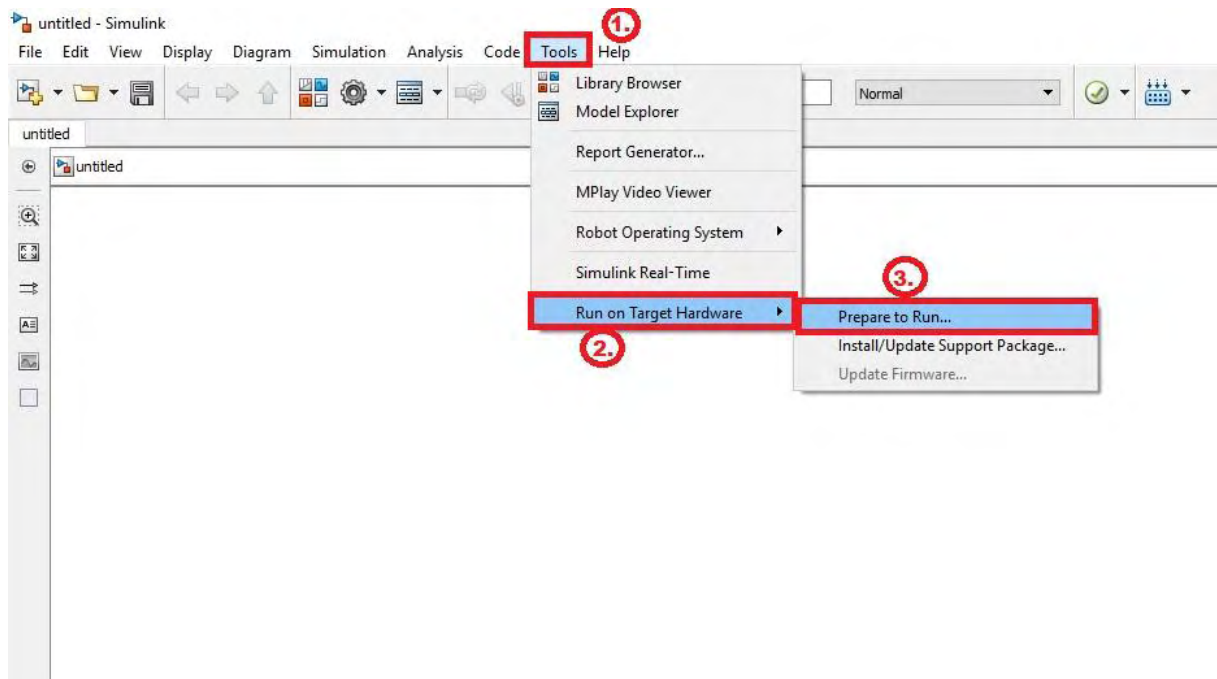 untitled - Simulink
1.
File Edit View Display Diagram Simulation Analysis Code Tools Help
Library Browser
Normal
Model Explorer
untitled
Report Generator...
untitled
MPlay Video Viewer
Robot Operating System
Simulink Real-Time
3.
Run on Target Hardware
Prepare to Run...
2.
Install/Update Support Package...
Update Firmware...